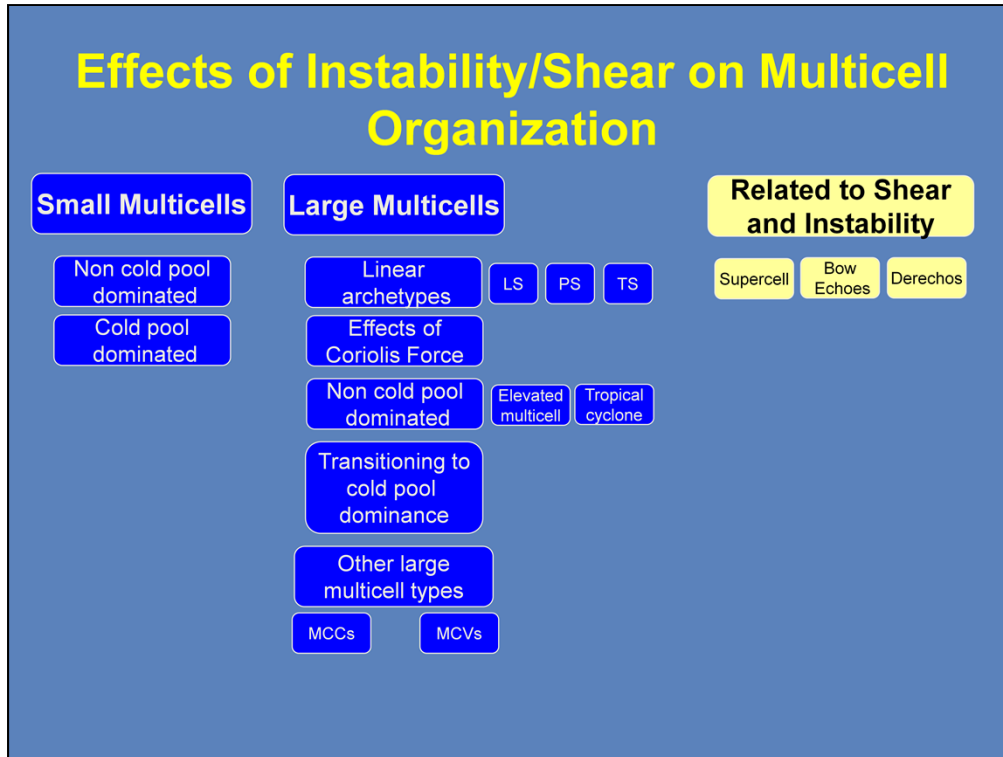 Effects of Instability/Shear on Multicell
Organization
Small Multicells
Non cold pool
dominated
Cold pool
dominated
Large Multicells
Linear
archetypes
LS
PS
TS
Effects of
Coriolis Force
Non cold pool
dominated
Elevated
multicell
Tropical
cyclone
Transitioning to
cold pool
dominance
Other large
multicell types
MCCs
MCVs
Related to Shear
and Instability
Supercell
Bow
Echoes
Derechos